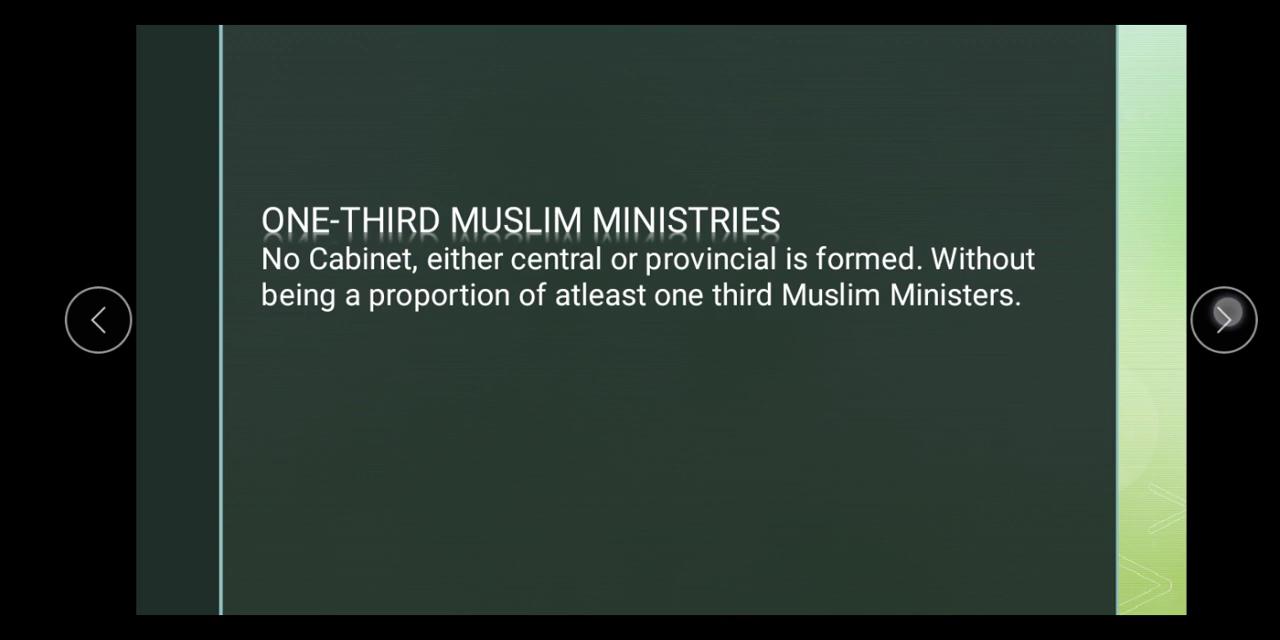 ONE-THIRD MUSLIM MINISTRIES
No Cabinet, either central or provincial is formed. Without
being a proportion of atleast one third Muslim Ministers.